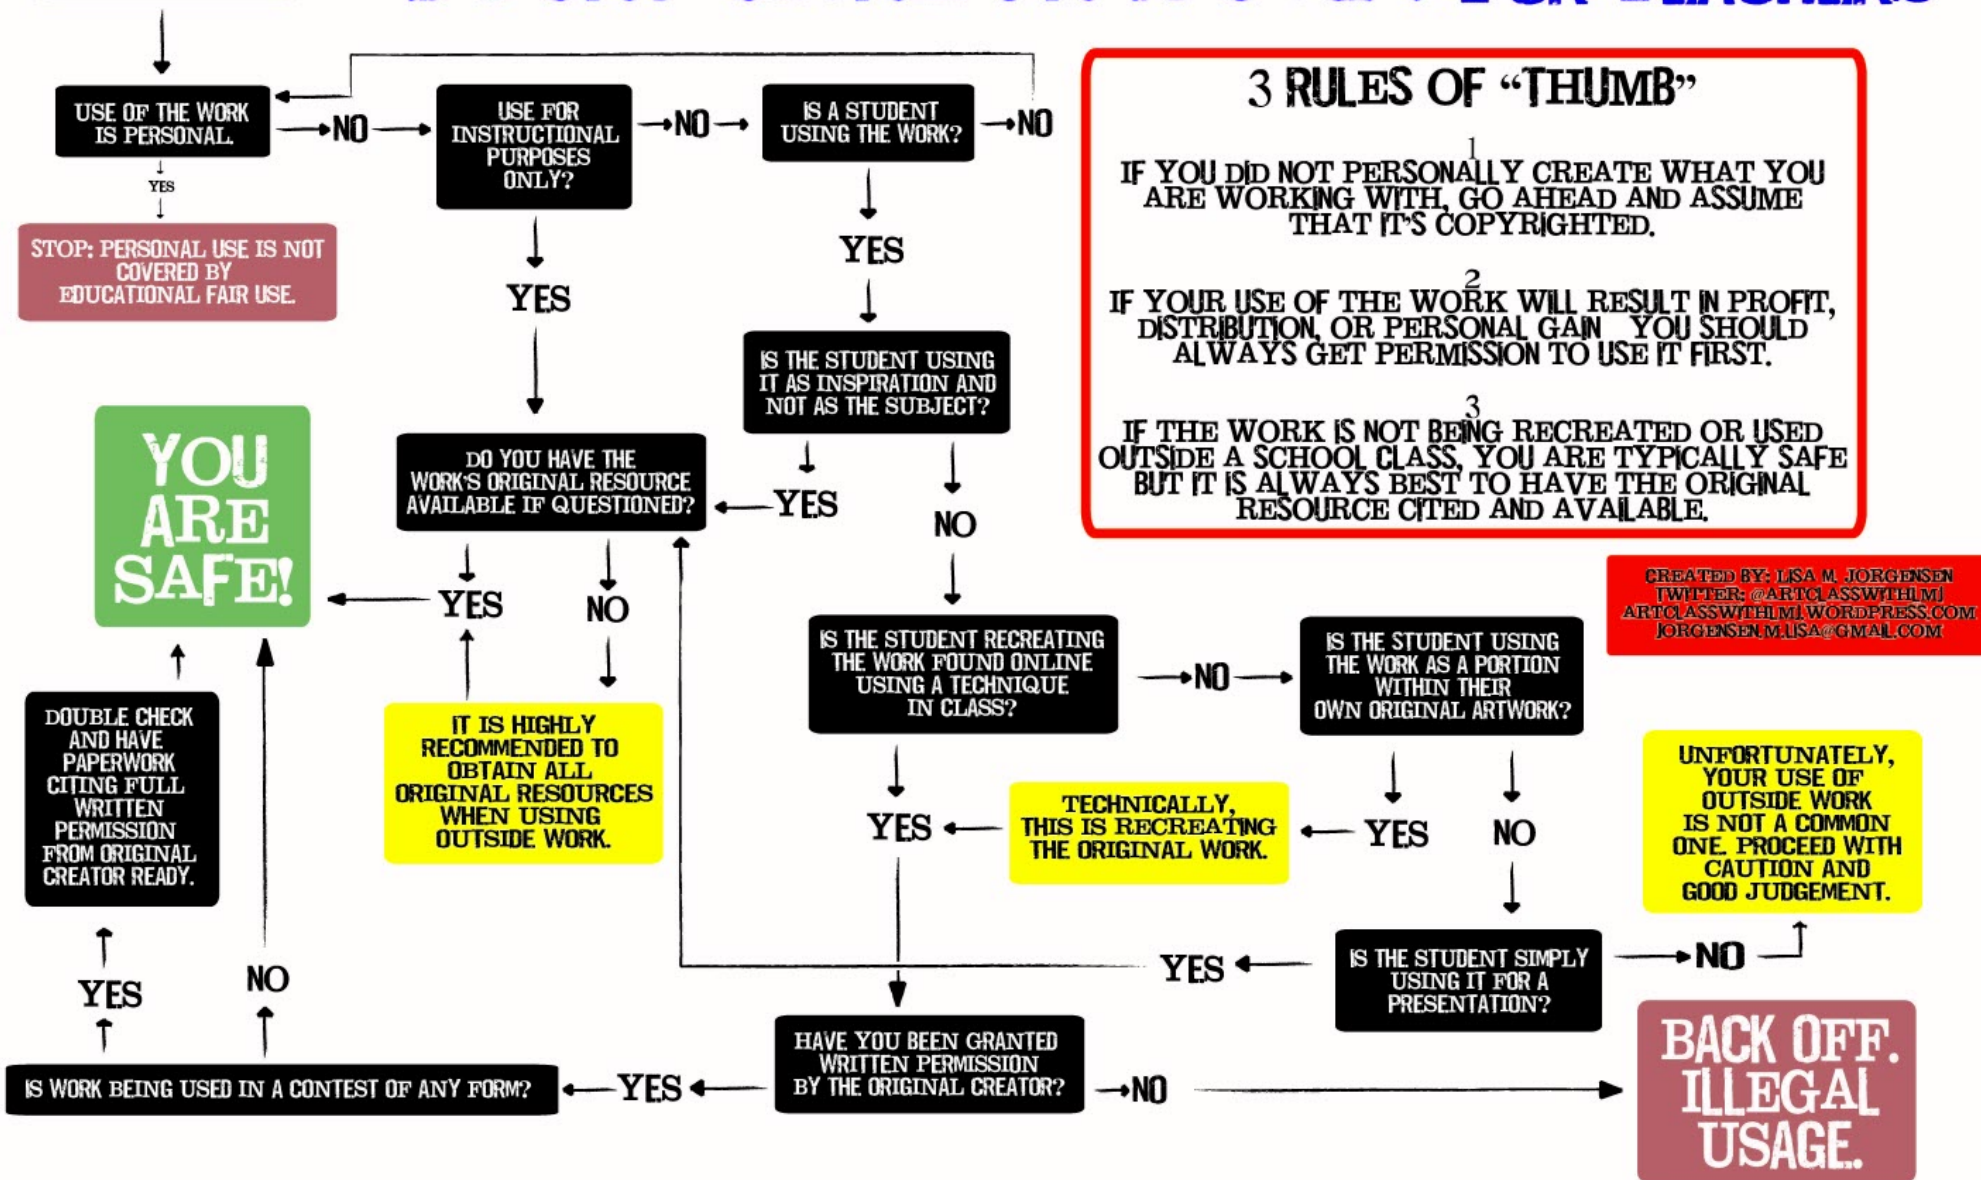 FOR TEACHERS
USE OF THE WORK
IS PERSONAL.
NO
USE FOR
INSTRUCTIONAL
PURPOSES
ONLY?
NO
IS A STUDENT
USING THE WORK?
NO
YES
STOP: PERSONAL USE IS NOT
COVERED BY
EDUCATIONAL FAIR USE.
YES
YES
IS THE STUDENT USING
IT AS INSPIRATION AND
NOT AS THE SUBJECT?
3 RULES OF “THUMB”
1
IF YOU DID NOT PERSONALLY CREATE WHAT YOU
ARE WORKING WITH, GO AHEAD AND ASSUME
THAT IT'S COPYRIGHTED.
2
IF YOUR USE OF THE WORK WILL RESULT IN PROFIT,
DISTRIBUTION, OR PERSONAL GAIN YOU SHOULD
ALWAYS GET PERMISSION TO USE IT FIRST.
3
IF THE WORK IS NOT BEING RECREATED OR USED
OUTSIDE A SCHOOL CLASS, YOU ARE TYPICALLY SAFE
BUT IT IS ALWAYS BEST TO HAVE THE ORIGINAL
RESOURCE CITED AND AVAILABLE.
YOU
ARE
SAFE!
DO YOU HAVE THE
WORK'S ORIGINAL RESOURCE
AVAILABLE IF QUESTIONED?
YES
NO
YES
NO
CREATED BY: LISA M. JORGENSEN
TWITTER: @ARTCLASSWITHLMJ
ARTCLASSWITHLMJ.WORDPRESS.COM
JORGENSEN.M.LISA@GMAIL.COM
IS THE STUDENT RECREATING
THE WORK FOUND ONLINE
USING A TECHNIQUE
IN CLASS?
NO
IS THE STUDENT USING
THE WORK AS A PORTION
WITHIN THEIR
OWN ORIGINAL ARTWORK?
DOUBLE CHECK
AND HAVE
PAPERWORK
CITING FULL
WRITTEN
PERMISSION
FROM ORIGINAL
CREATOR READY.
IT IS HIGHLY
RECOMMENDED TO
OBTAIN ALL
ORIGINAL RESOURCES
WHEN USING
OUTSIDE WORK.
YES
TECHNICALLY,
THIS IS RECREATING
THE ORIGINAL WORK.
YES
NO
UNFORTUNATELY,
YOUR USE OF
OUTSIDE WORK
IS NOT A COMMON
ONE. PROCEED WITH
CAUTION AND
GOOD JUDGEMENT.
YES
NO
YES
IS THE STUDENT SIMPLY
USING IT FOR A
PRESENTATION?
NO
IS WORK BEING USED IN A CONTEST OF ANY FORM?
YES
HAVE YOU BEEN GRANTED
WRITTEN PERMISSION
BY THE ORIGINAL CREATOR?
NO
BACK OFF.
ILLEGAL
USAGE.